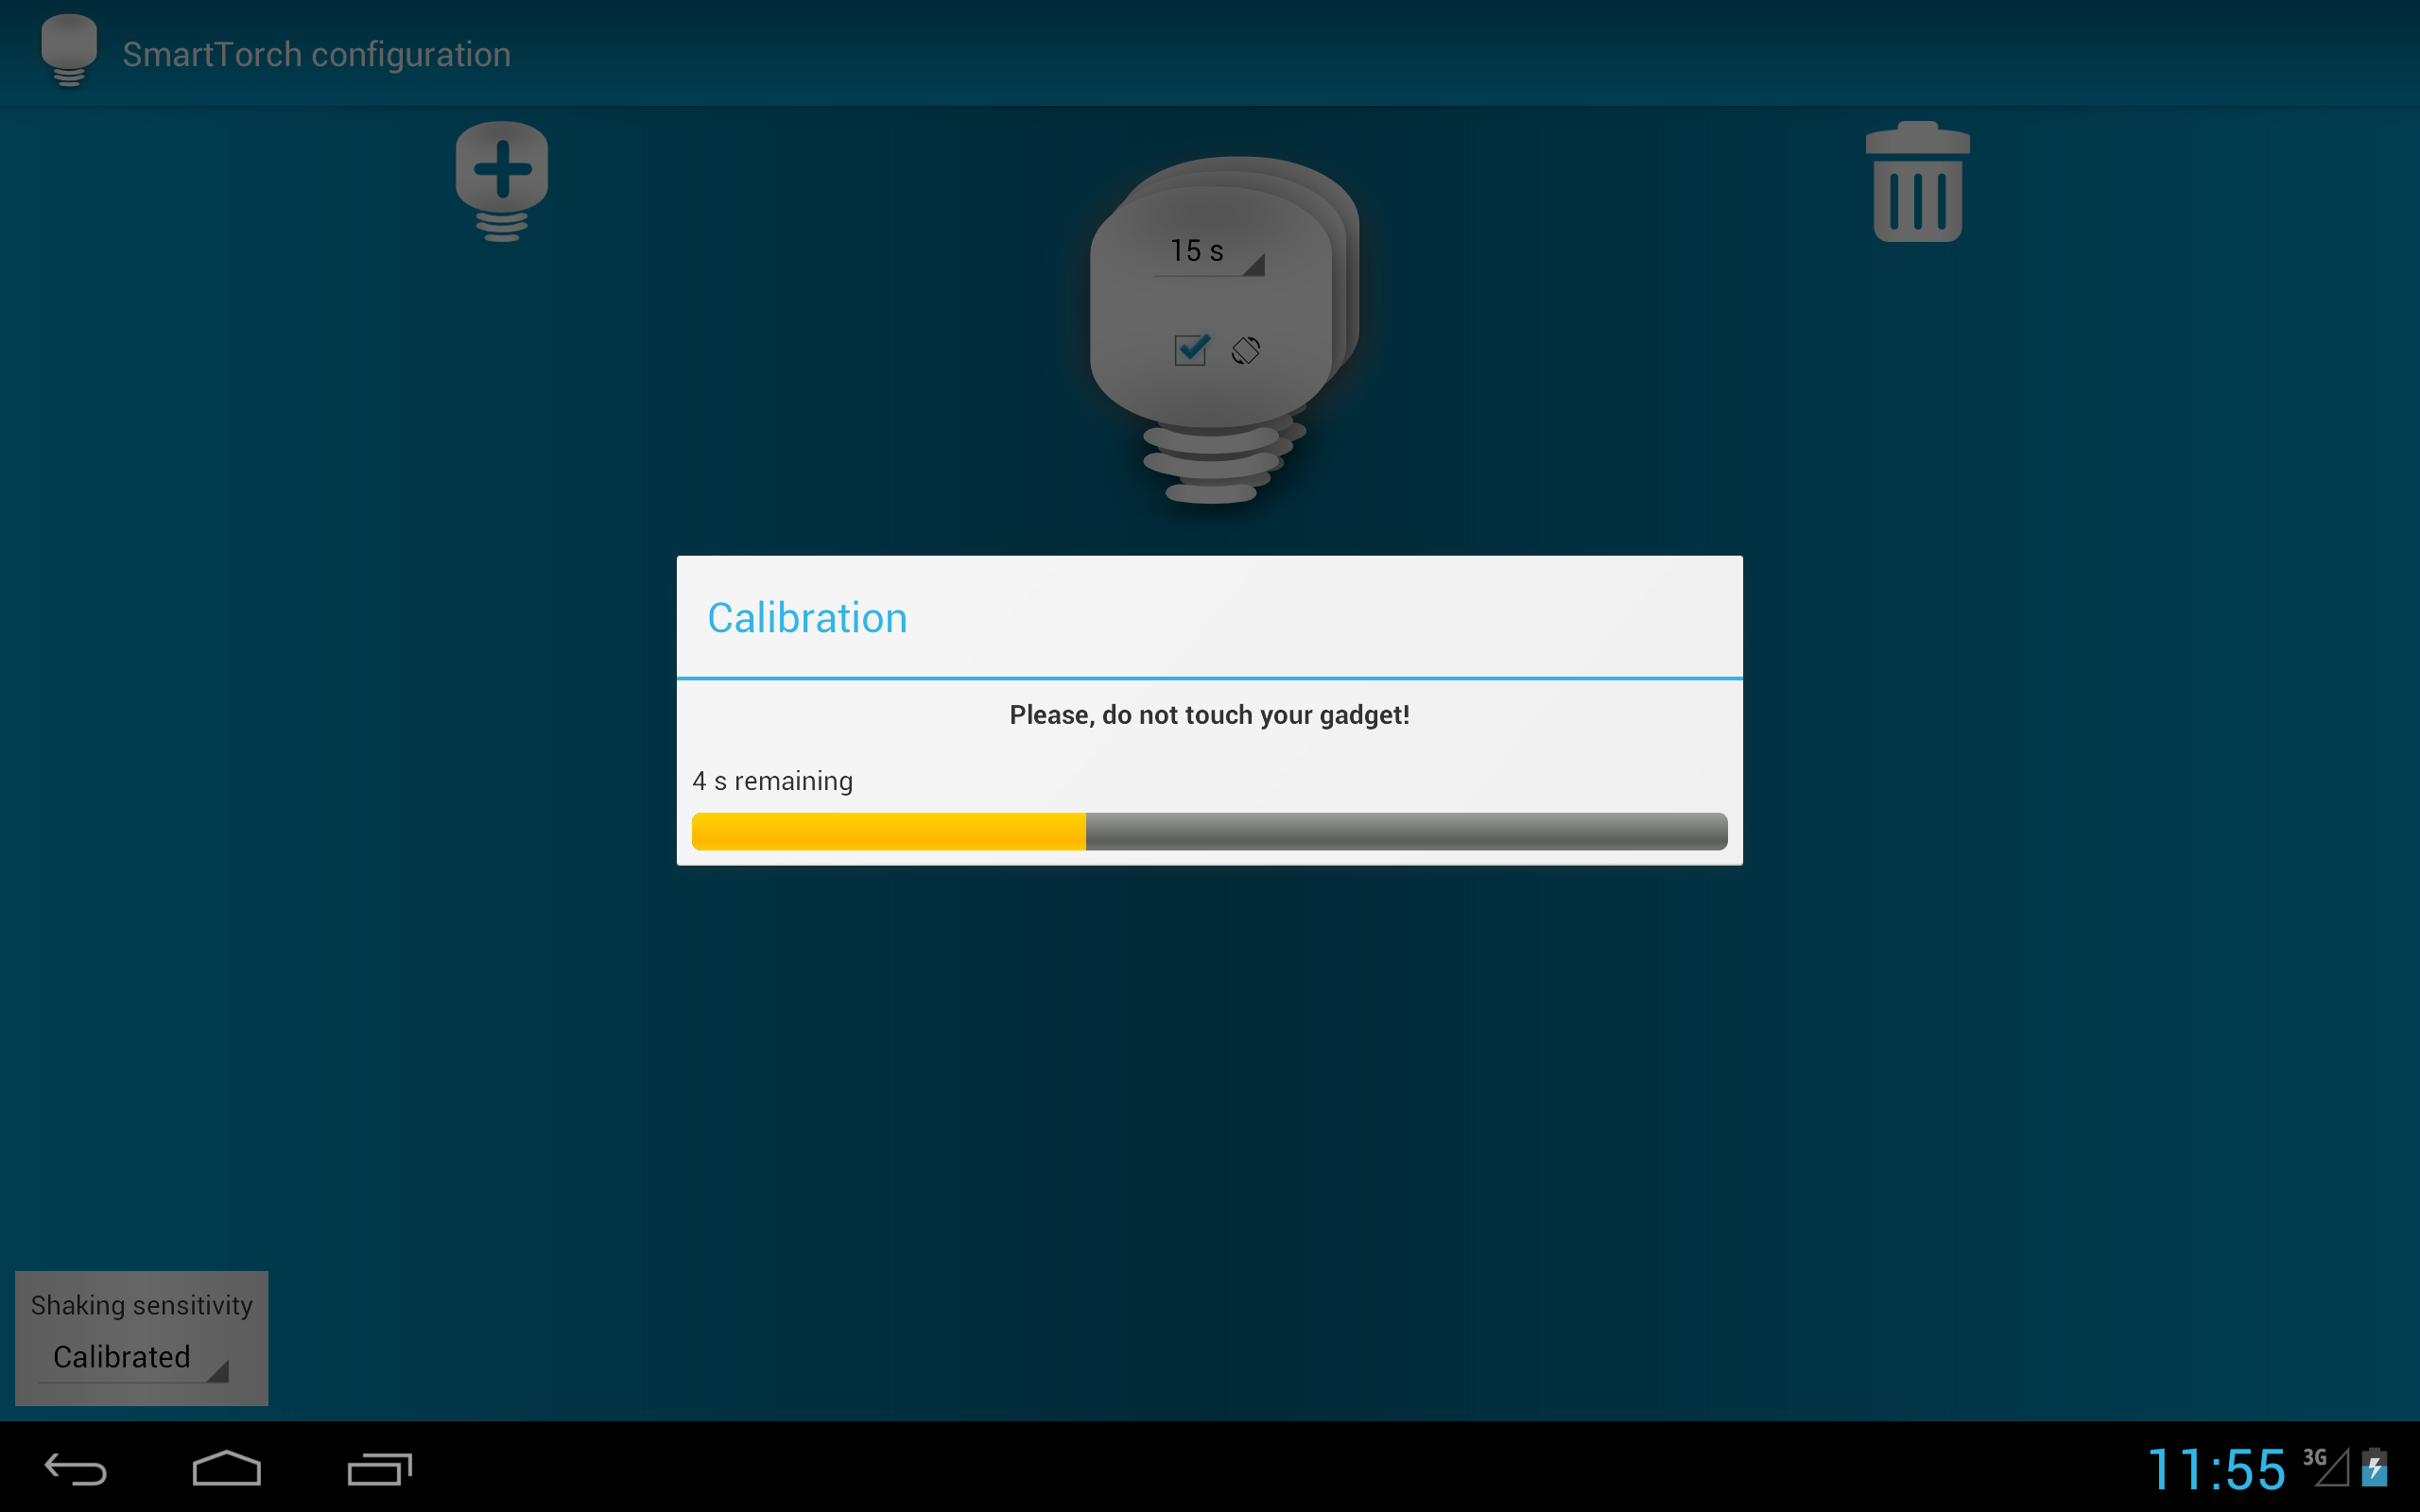 SmartTorch configuration
15 s
Calibration
Please, do not touch your gadget!
4 s remaining
Shaking sensitivity
Calibrated
11:55
3G